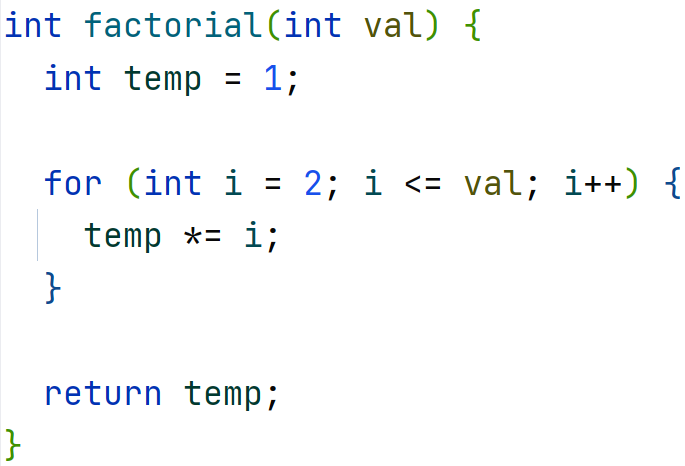 int factorial(int val) {
  int temp = 1;

  for (int i = 2; i <= val; i++) {
    temp *= i;
  }

  return temp;
}